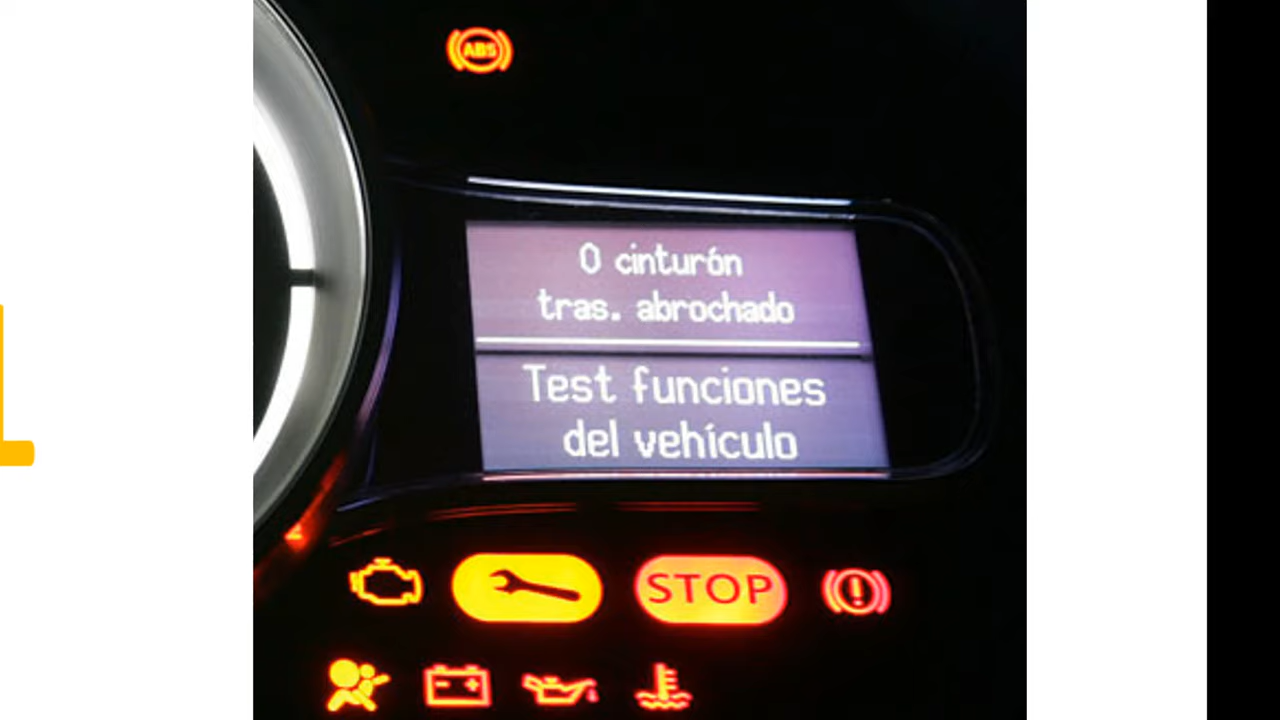 ABS
0 cinturón
tras. abrochado
Test funciones
del vehículo
STOP